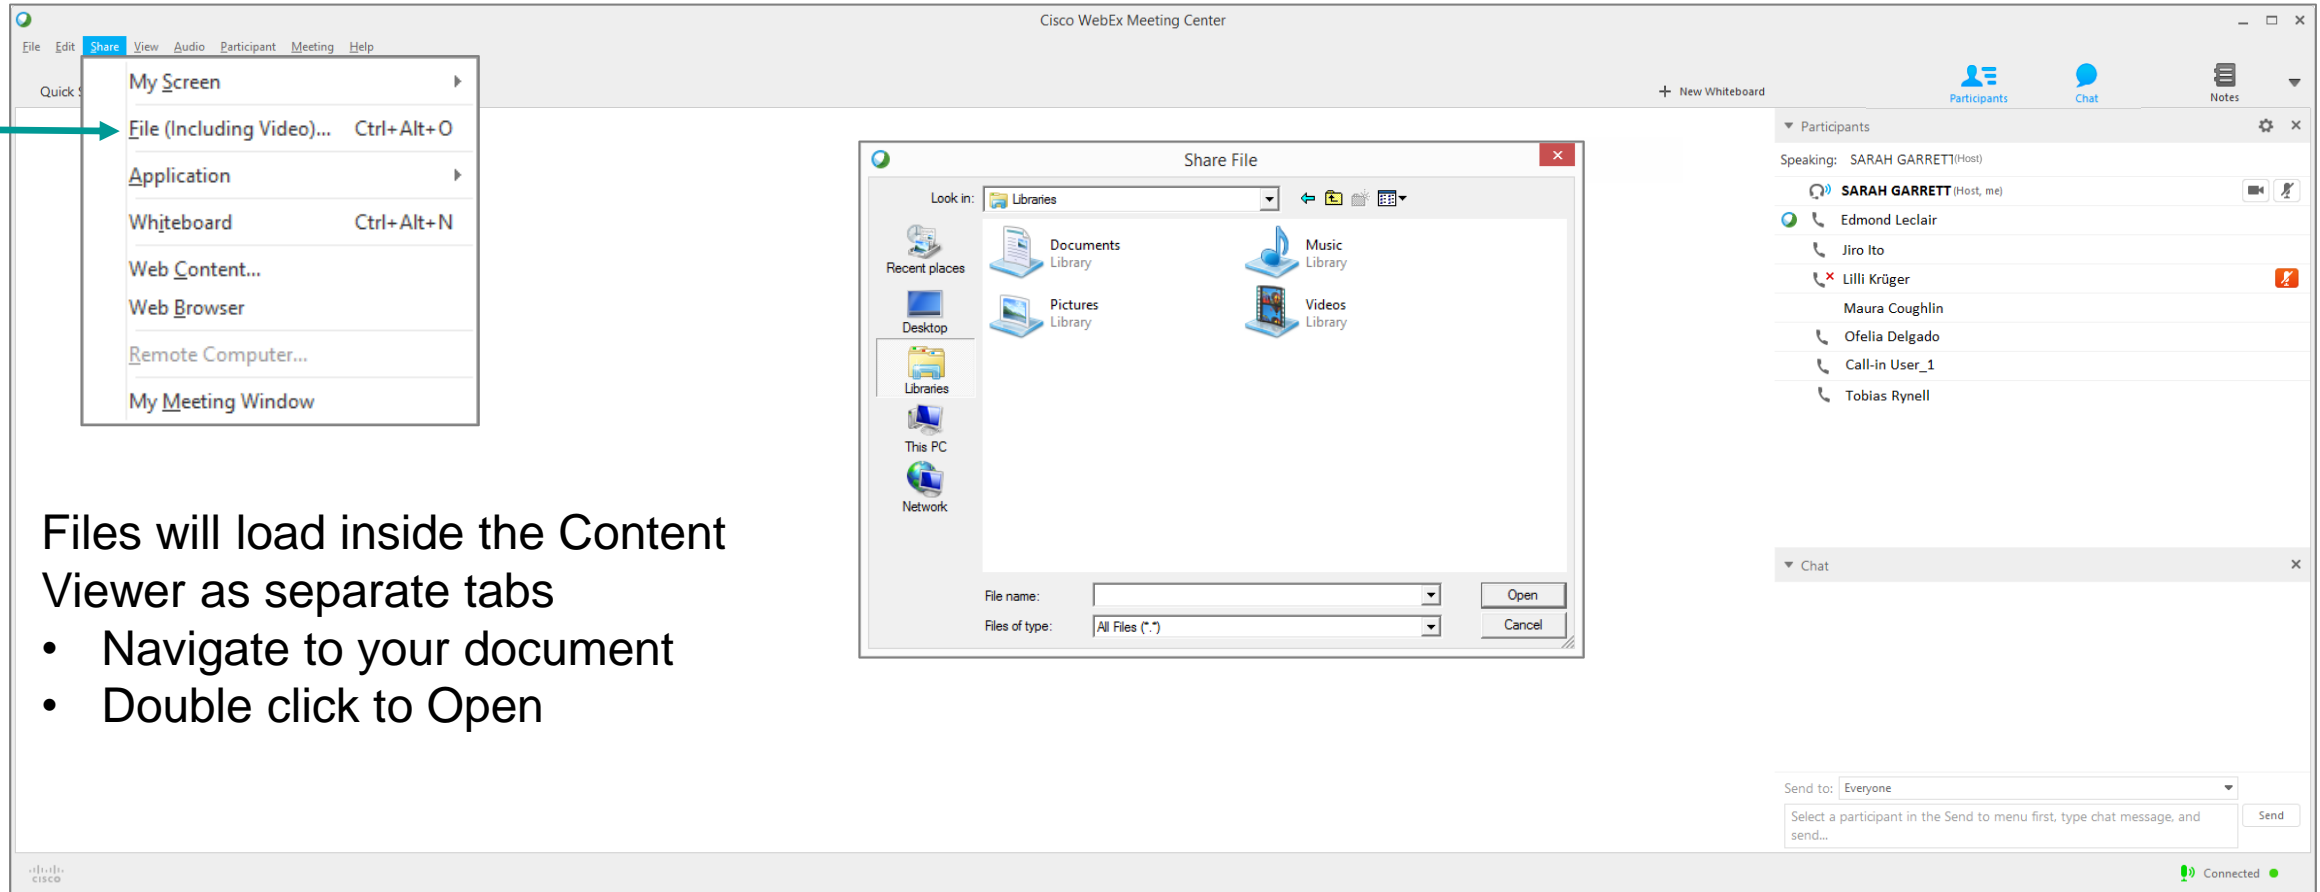 Cisco WebEx Meeting Center
File Edit Share View Audio Participant Meeting Help
Quick
My Screen
File (Including Video)... Ctrl+Alt+O
Application
Whiteboard Ctrl+Alt+N
Web Content...
Web Browser
Remote Computer...
My Meeting Window
+ New Whiteboard
Participants
Chat
Notes
Share File
Look in: Libraries
Recent places
Desktop
Libraries
This PC
Network
Documents
Library
Music
Library
Pictures
Library
Videos
Library
File name:
Open
Files of type: All Files (*.*)
Cancel
Files will load inside the Content
Viewer as separate tabs
• Navigate to your document
• Double click to Open
Participants
Speaking: SARAH GARRETT (Host)
SARAH GARRETT (Host, me)
Edmond Leclair
Jiro Ito
Lilli Krüger
Maura Coughlin
Ofelia Delgado
Call-in User_1
Tobias Rynell
Chat
Send to: Everyone
Select a participant in the Send to menu first, type chat message, and
send...
Send
CISCO
Connected